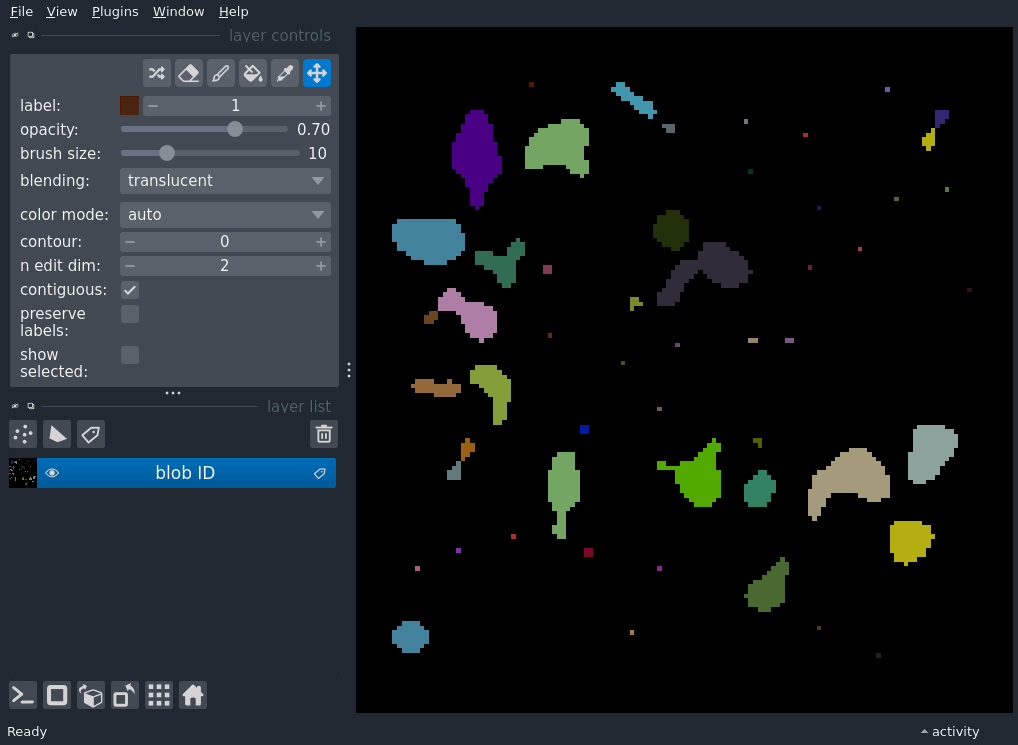 File View Plugins Window Help
layer controls
label: 1
opacity: 0.70
brush size: 10
blending: translucent
color mode: auto
contour: 0
n edit dim: 2
contiguous:
preserve
labels:
show
selected:
layer list
blob ID
Ready
activity